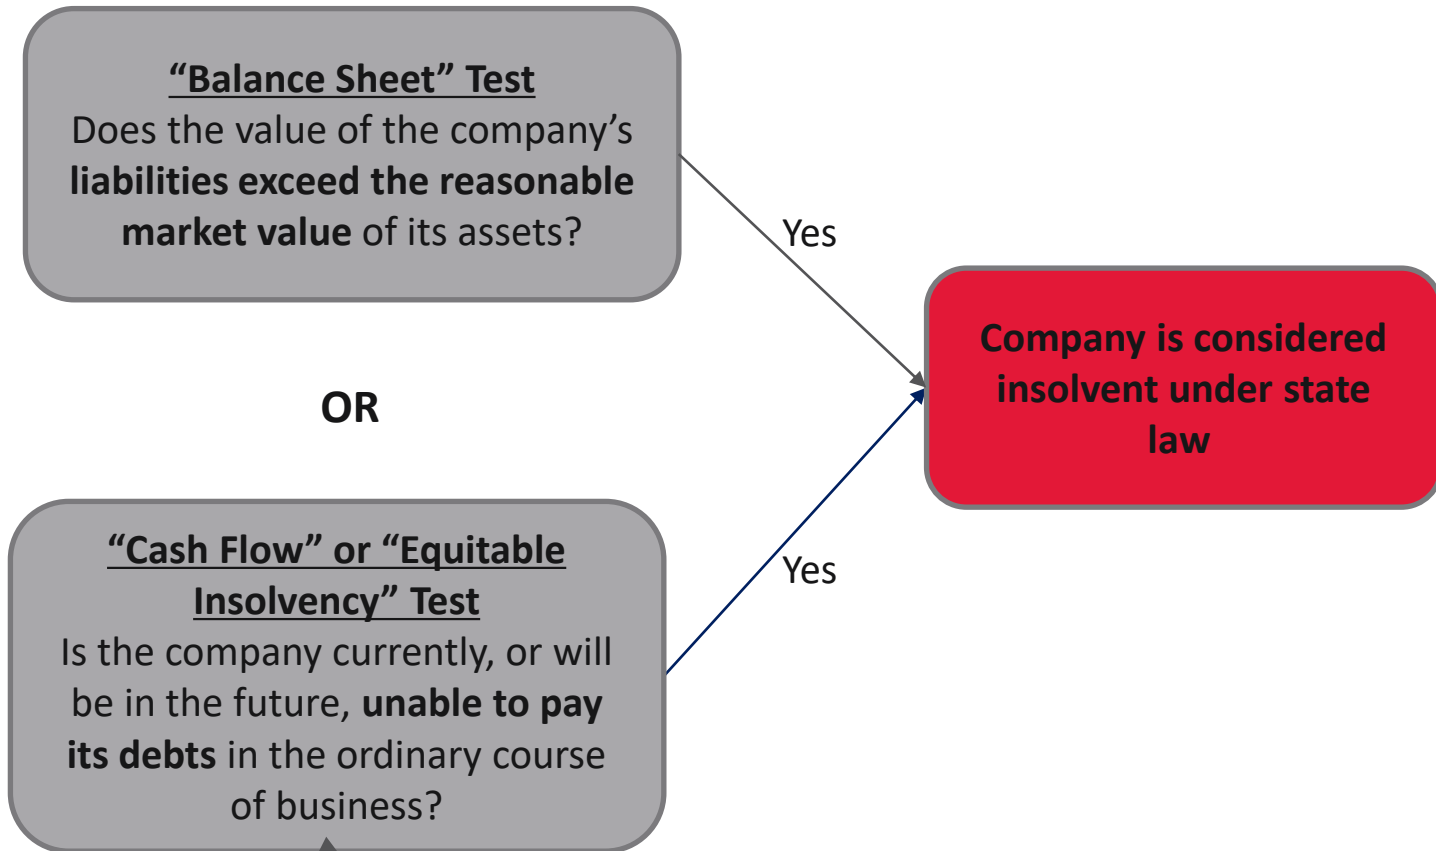 “Balance Sheet” Test
Does the value of the company’s
liabilities exceed the reasonable
market value of its assets?
Yes
Company is considered
insolvent under state
law
OR
“Cash Flow” or “Equitable
Insolvency” Test
Is the company currently, or will
be in the future, unable to pay
its debts in the ordinary course
of business?
Yes